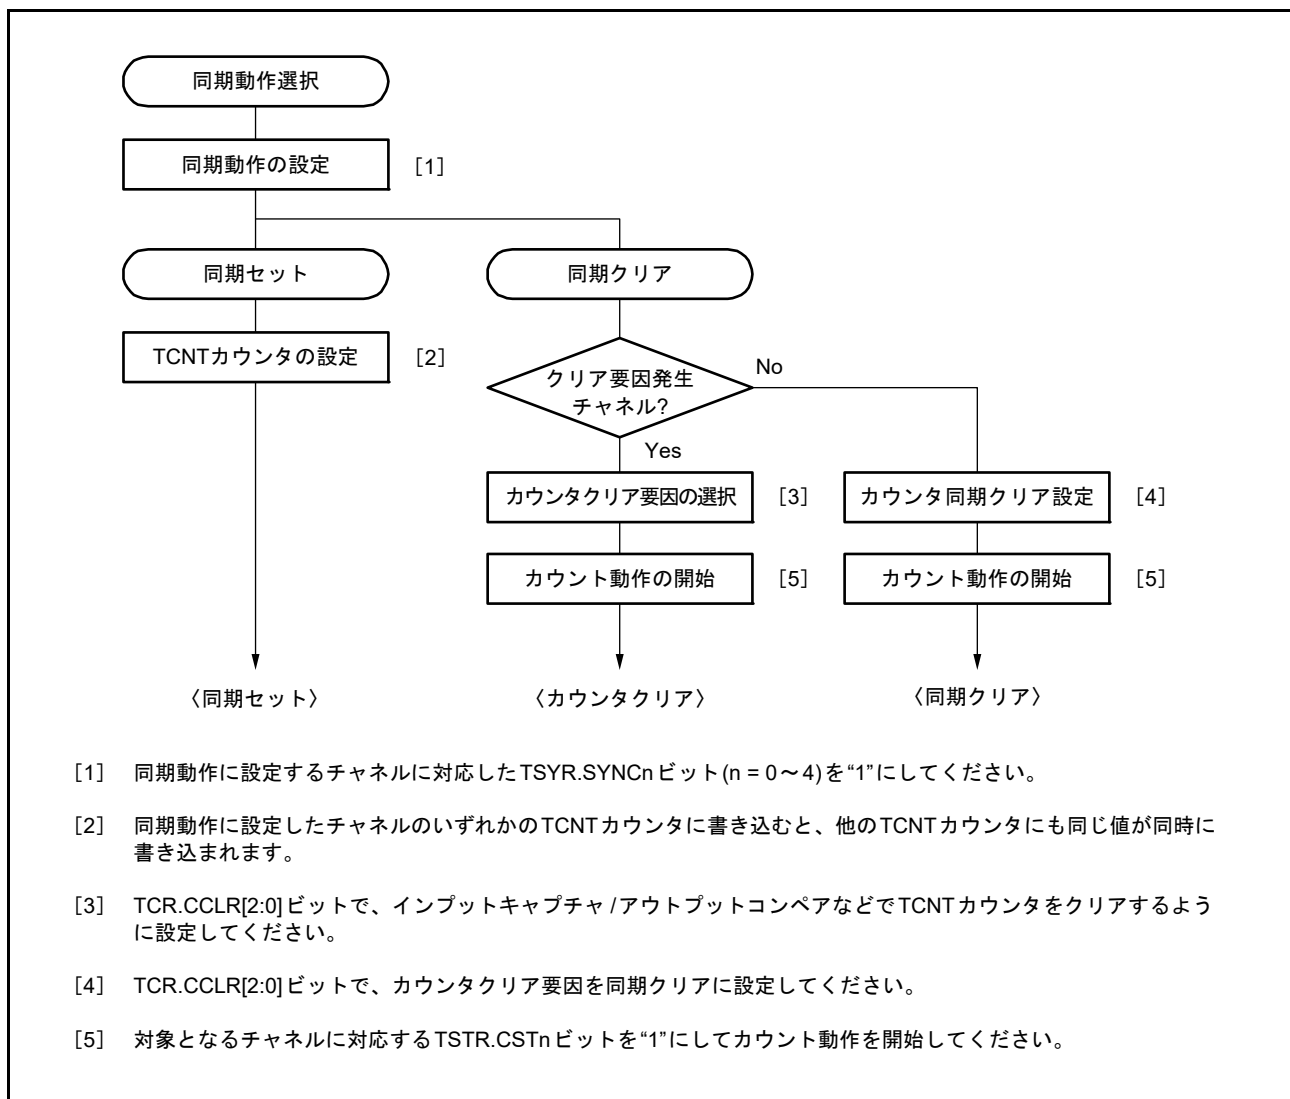 同期動作選択
同期動作の設定 [1]
同期セット
同期クリア
TCNTカウンタの設定 [2]
クリア要因発生
チャネル?
No
Yes
カウンタクリア要因の選択 [3]
カウンタ同期クリア設定 [4]
カウント動作の開始 [5]
カウント動作の開始 [5]
〈同期セット〉
〈カウンタクリア〉
〈同期クリア〉
[1] 同期動作に設定するチャネルに対応したTSYR.SYNCnビット(n = 0～4)を“1”にしてください。
[2] 同期動作に設定したチャネルのいずれかのTCNTカウンタに書き込むと、他のTCNTカウンタにも同じ値が同時に
書き込まれます。
[3] TCR.CCLR[2:0]ビットで、インプットキャプチャ/アウトプットコンペアなどでTCNTカウンタをクリアするよう
に設定してください。
[4] TCR.CCLR[2:0]ビットで、カウンタクリア要因を同期クリアに設定してください。
[5] 対象となるチャネルに対応するTSTR.CSTnビットを“1”にしてカウント動作を開始してください。